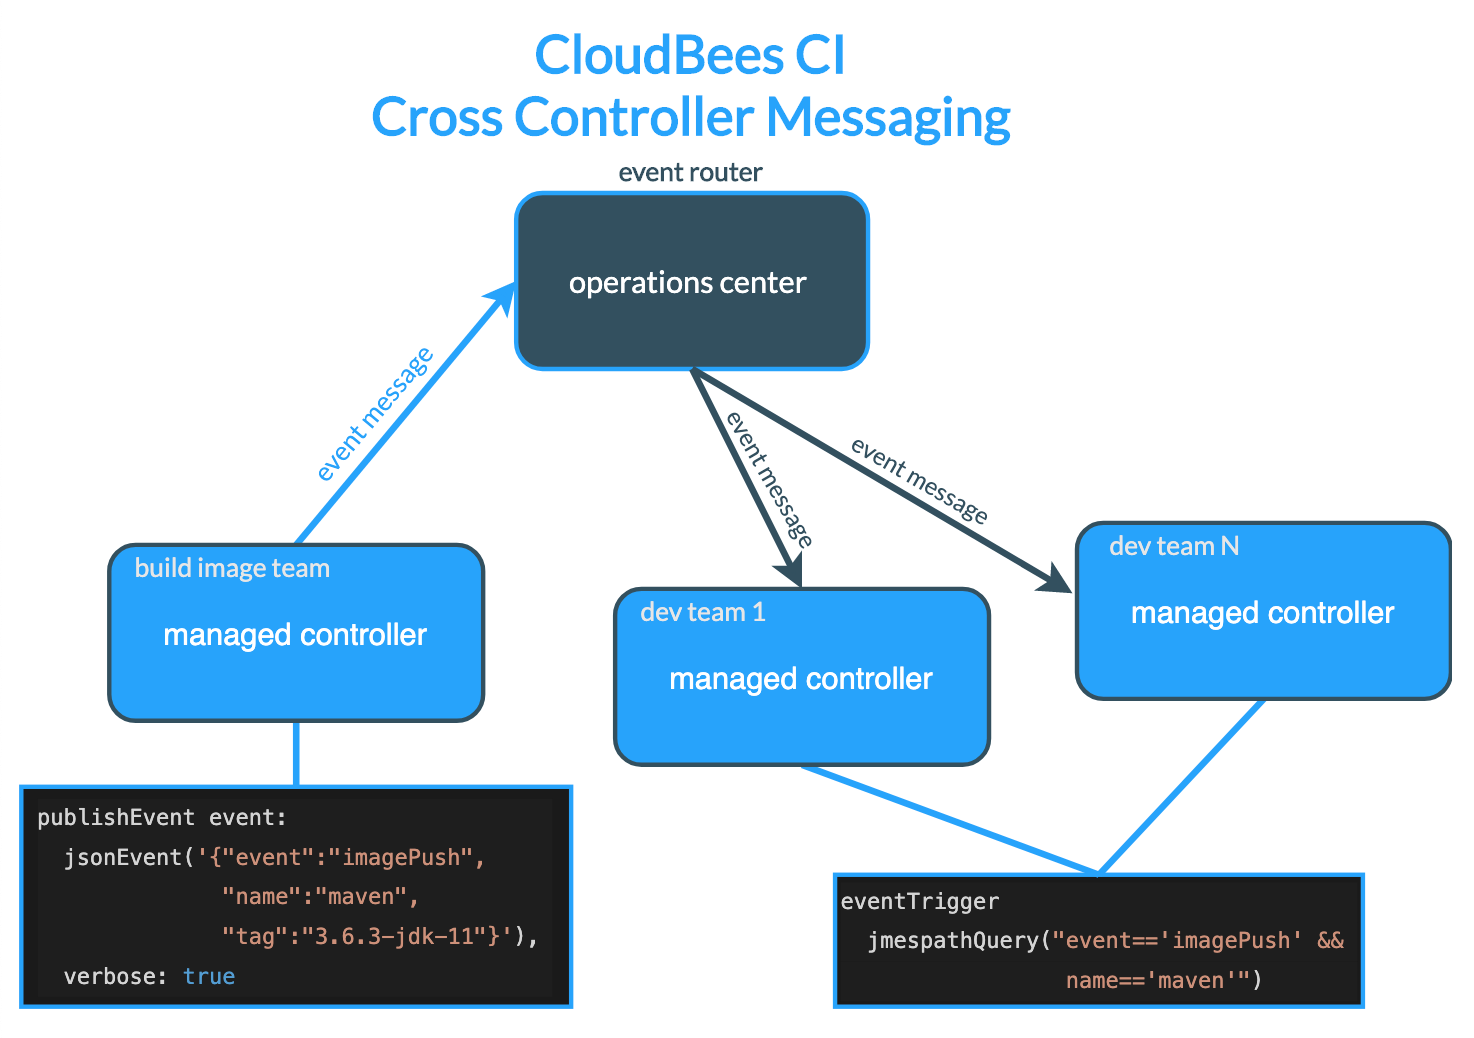 CloudBees CI
Cross Controller Messaging
event router
operations center
event message
event message
event message
build image team
managed controller
dev team 1
managed controller
dev team N
managed controller
publishEvent event:
  jsonEvent('{"event":"imagePush",
            "name":"maven",
            "tag":"3.6.3-jdk-11"}'),
  verbose: true
eventTrigger
  jmespathQuery("event=='imagePush' &&
                 name=='maven'")